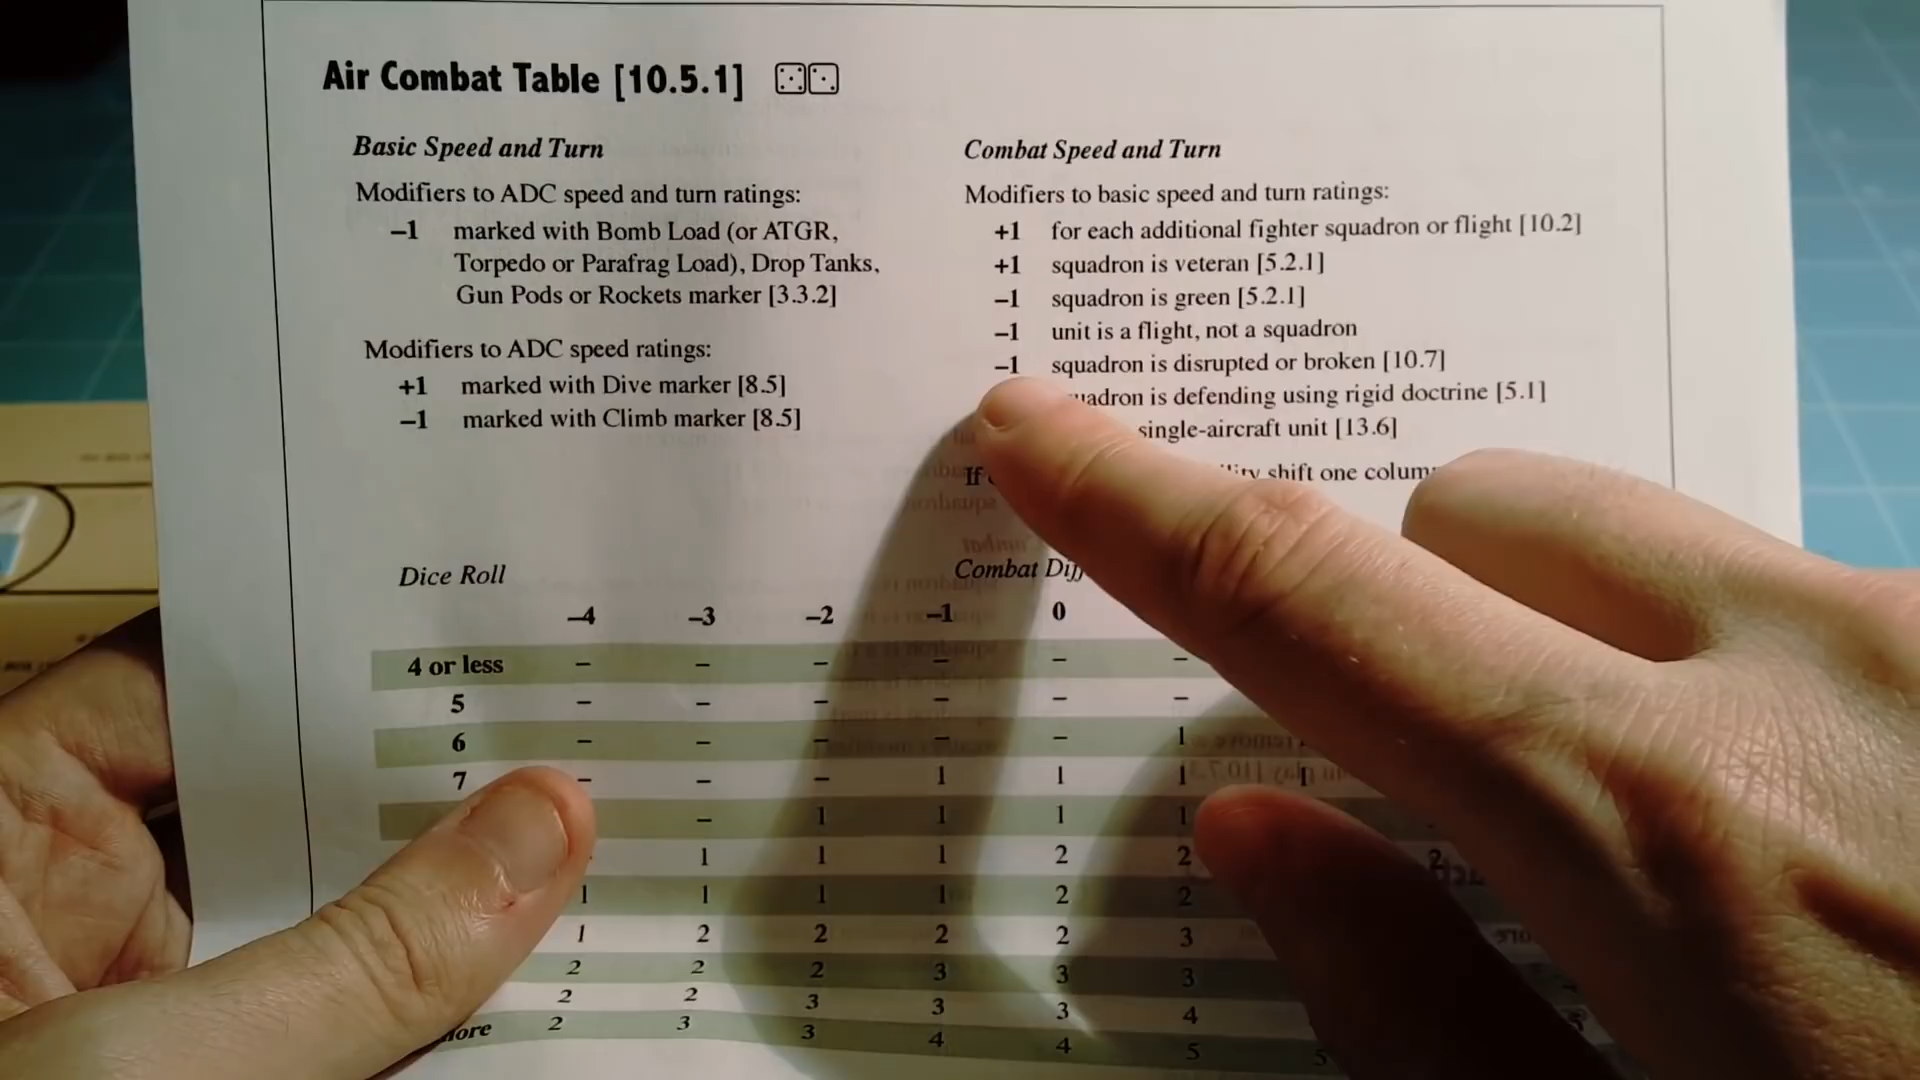 Air Combat Table [10.5.1]
Basic Speed and Turn
Modifiers to ADC speed and turn ratings:
–1 marked with Bomb Load (or ATGR,
Torpedo or Parafrag Load), Drop Tanks,
Gun Pods or Rockets marker [3.3.2]
Modifiers to ADC speed ratings:
+1 marked with Dive marker [8.5]
–1 marked with Climb marker [8.5]
Combat Speed and Turn
Modifiers to basic speed and turn ratings:
+1 for each additional fighter squadron or flight [10.2]
+1 squadron is veteran [5.2.1]
–1 squadron is green [5.2.1]
–1 unit is a flight, not a squadron
–1 squadron is disrupted or broken [10.7]
is defending using rigid doctrine [5.1]
single-aircraft unit [13.6]
If
shift one
Dice Roll Combat
–4 –3 –2 –1 0
4 or less – – – – – –
5 – – – – – –
6 – – – – – 1
7 – – – 1 1 1
– 1 1 1 1
1 1 1 2 2 2
1 1 1 1 2 2
1 2 2 2 2 3
2 2 2 3 3 3
2 2 3 3 3 4
2 3 3 4 4 5 5